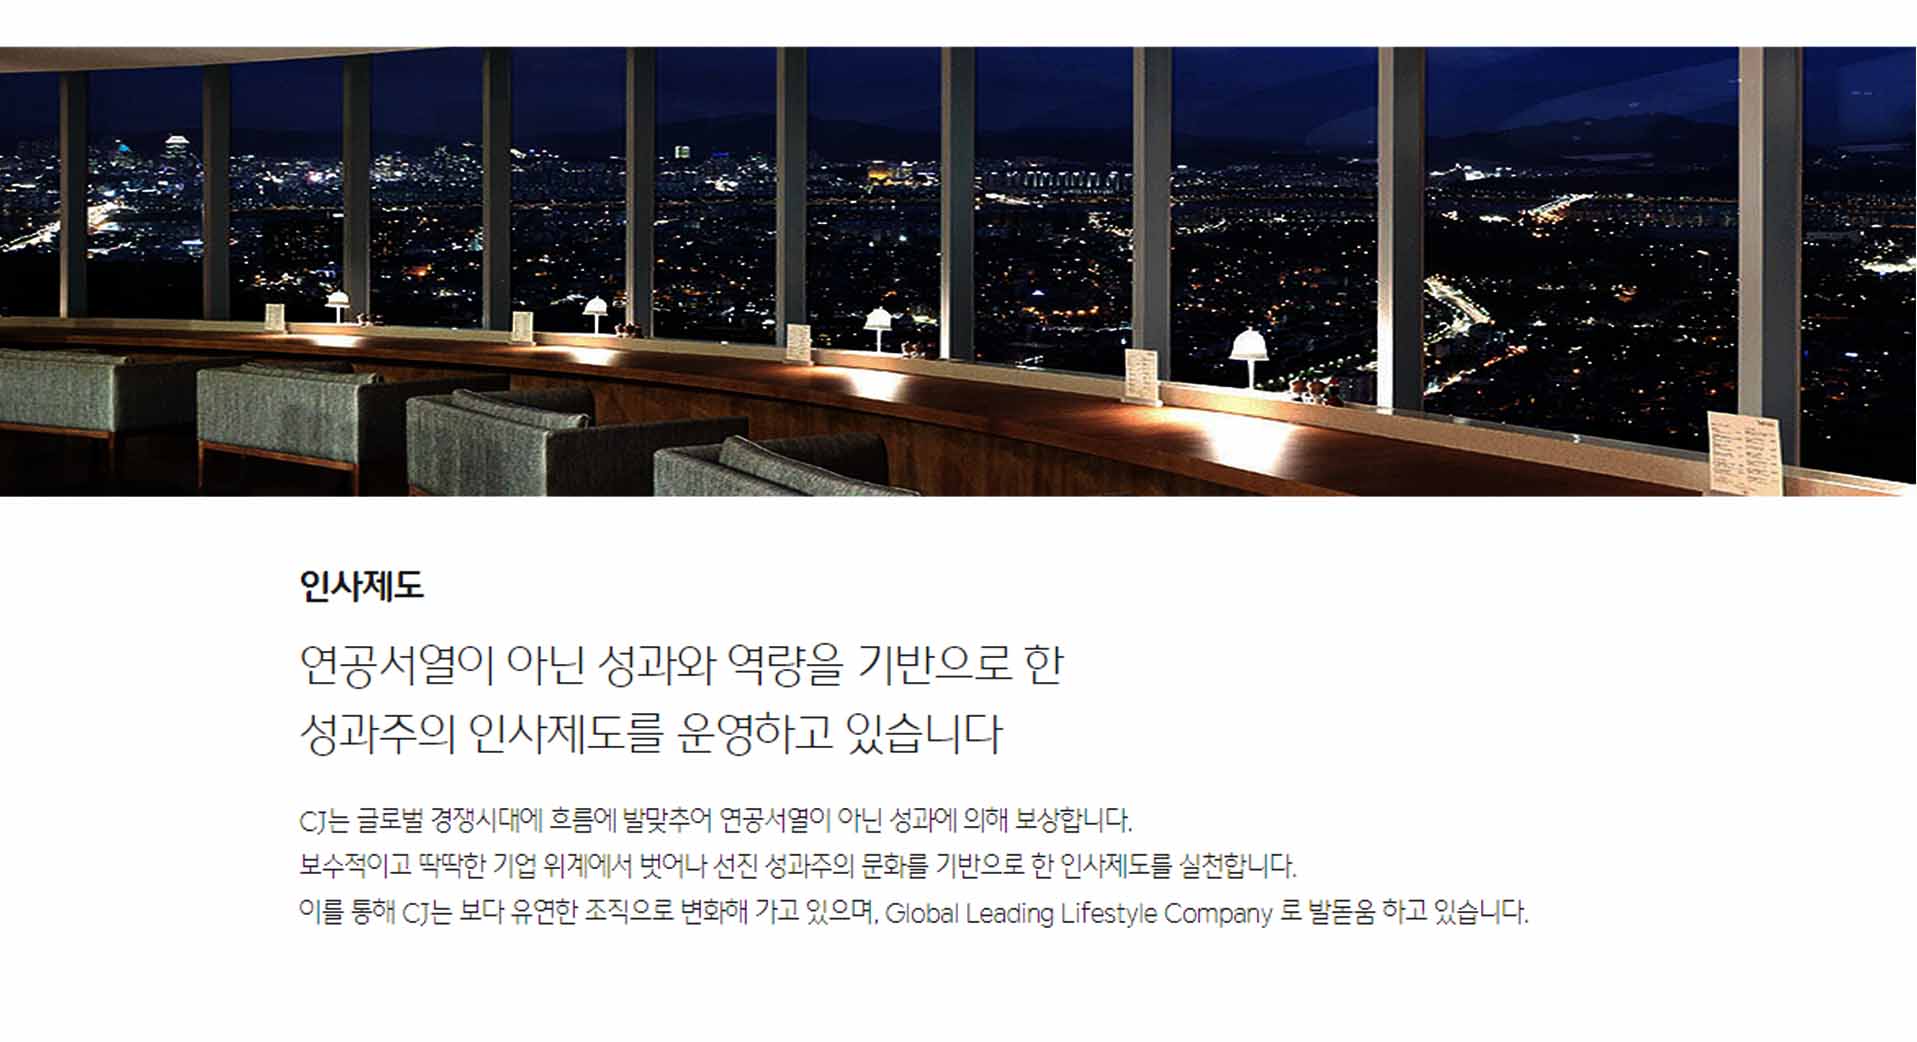 인사제도
연공서열이 아닌 성과와 역량을 기반으로 한
성과주의 인사제도를 운영하고 있습니다
CJ는 글로벌 경쟁시대에 흐름에 발맞추어 연공서열이 아닌 성과에 의해 보상합니다.
보수적이고 딱딱한 기업 위계에서 벗어나 선진 성과주의 문화를 기반으로 한 인사제도를 실천합니다.
이를 통해 CJ는 보다 유연한 조직으로 변화해 가고 있으며, Global Leading Lifestyle Company 로 발돋움 하고 있습니다.